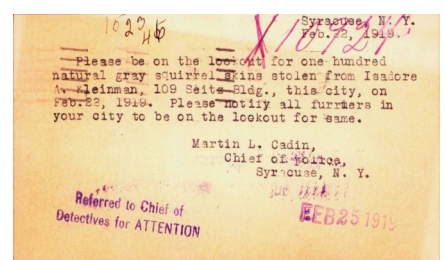 Syracuse, N. Y.
Feb. 22, 1919.
Please be on the lookout for one hundred
natural gray squirrel skins stolen from Isadore
A. Kleinman, 109 Seitz Bldg., this city, on
Feb. 22, 1919. Please notify all furriers in
your city to be on the lookout for same.
Martin L. Cadin,
Chief of Police,
Syracuse, N. Y.
Referred to Chief of
Detectives for ATTENTION
FEB 25 1919